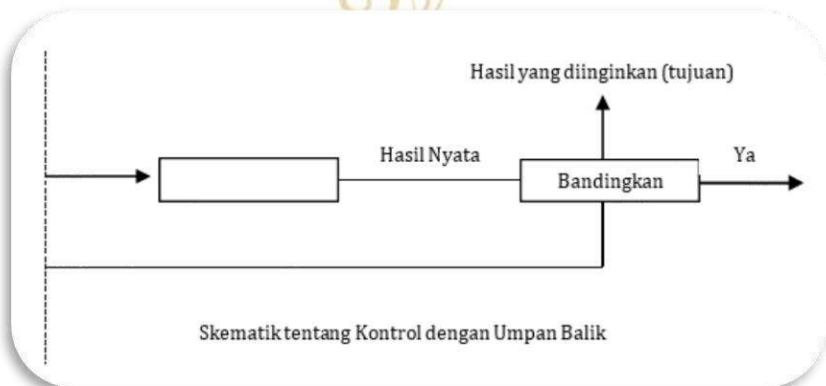 Hasil yang diinginkan (tujuan)
Hasil Nyata
Ya
Bandingkan
Skematik tentang Kontrol dengan Umpan Balik